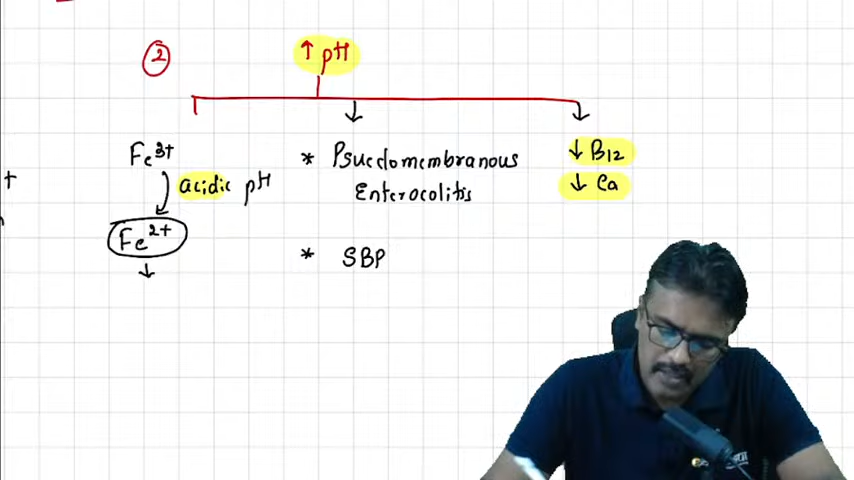 2
↑ pH
Fe3+
acidic pH
Fe2+
↓
* Pseudomembranous
Enterocolitis
* SBP
↓ B12
↓ Ca